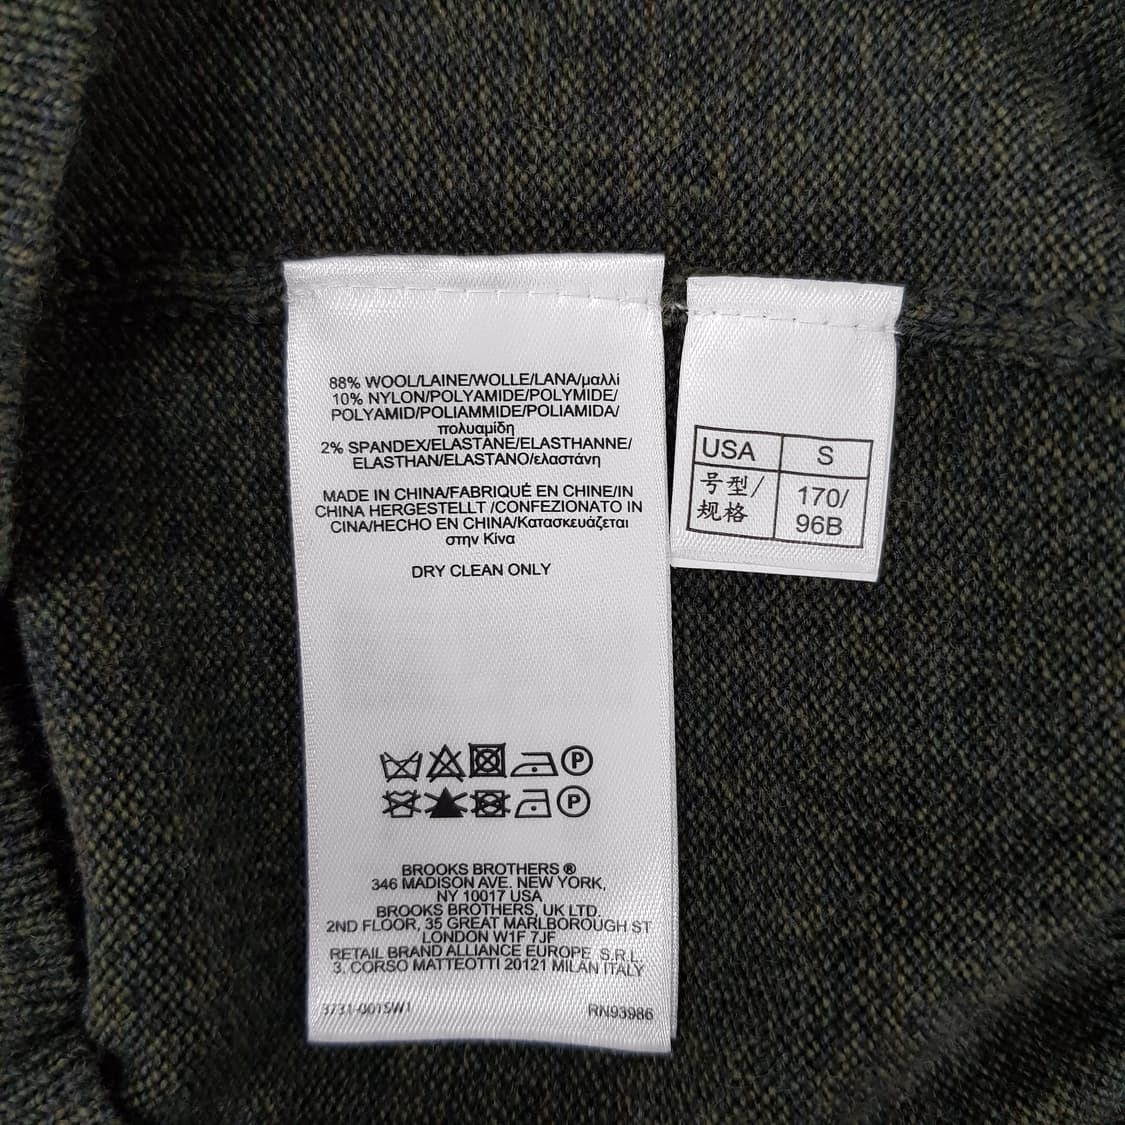 88% WOOL/LAINE/WOLLE/LANA/μαλλί
10% NYLON/POLYAMIDE/POLYMIDE/
POLYAMID/POLIAMMIDE/POLIAMIDA/
πολυαμίδη
2% SPANDEX/ELASTANE/ELASTHANNE/
ELASTHAN/ELASTANO/ελαστάνη
MADE IN CHINA/FABRIQUÉ EN CHINE/IN
CHINA HERGESTELLT /CONFEZIONATO IN
CINA/HECHO EN CHINA/Κατασκευάζεται
στην Κίνα
DRY CLEAN ONLY
P
P
BROOKS BROTHERS ®
346 MADISON AVE. NEW YORK,
NY 10017 USA
BROOKS BROTHERS, UK LTD.
2ND FLOOR, 35 GREAT MARLBOROUGH ST
LONDON W1F 7JF
RETAIL BRAND ALLIANCE EUROPE S.R.L.
3, CORSO MATTEOTTI 20121 MILAN ITALY
3731-001SW1 RN93986
USA S
号型/ 170/
规格 96B